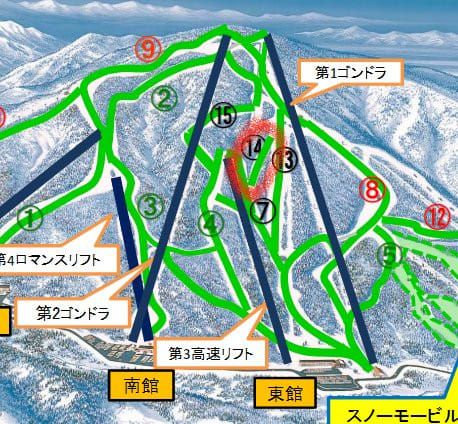 ⑨
第1ゴンドラ
②
⑮
⑭
⑬
⑧
①
③
④
⑦
⑫
⑤
第4ロマンスリフト
第2ゴンドラ
第3高速リフト
南館
東館
スノーモービル